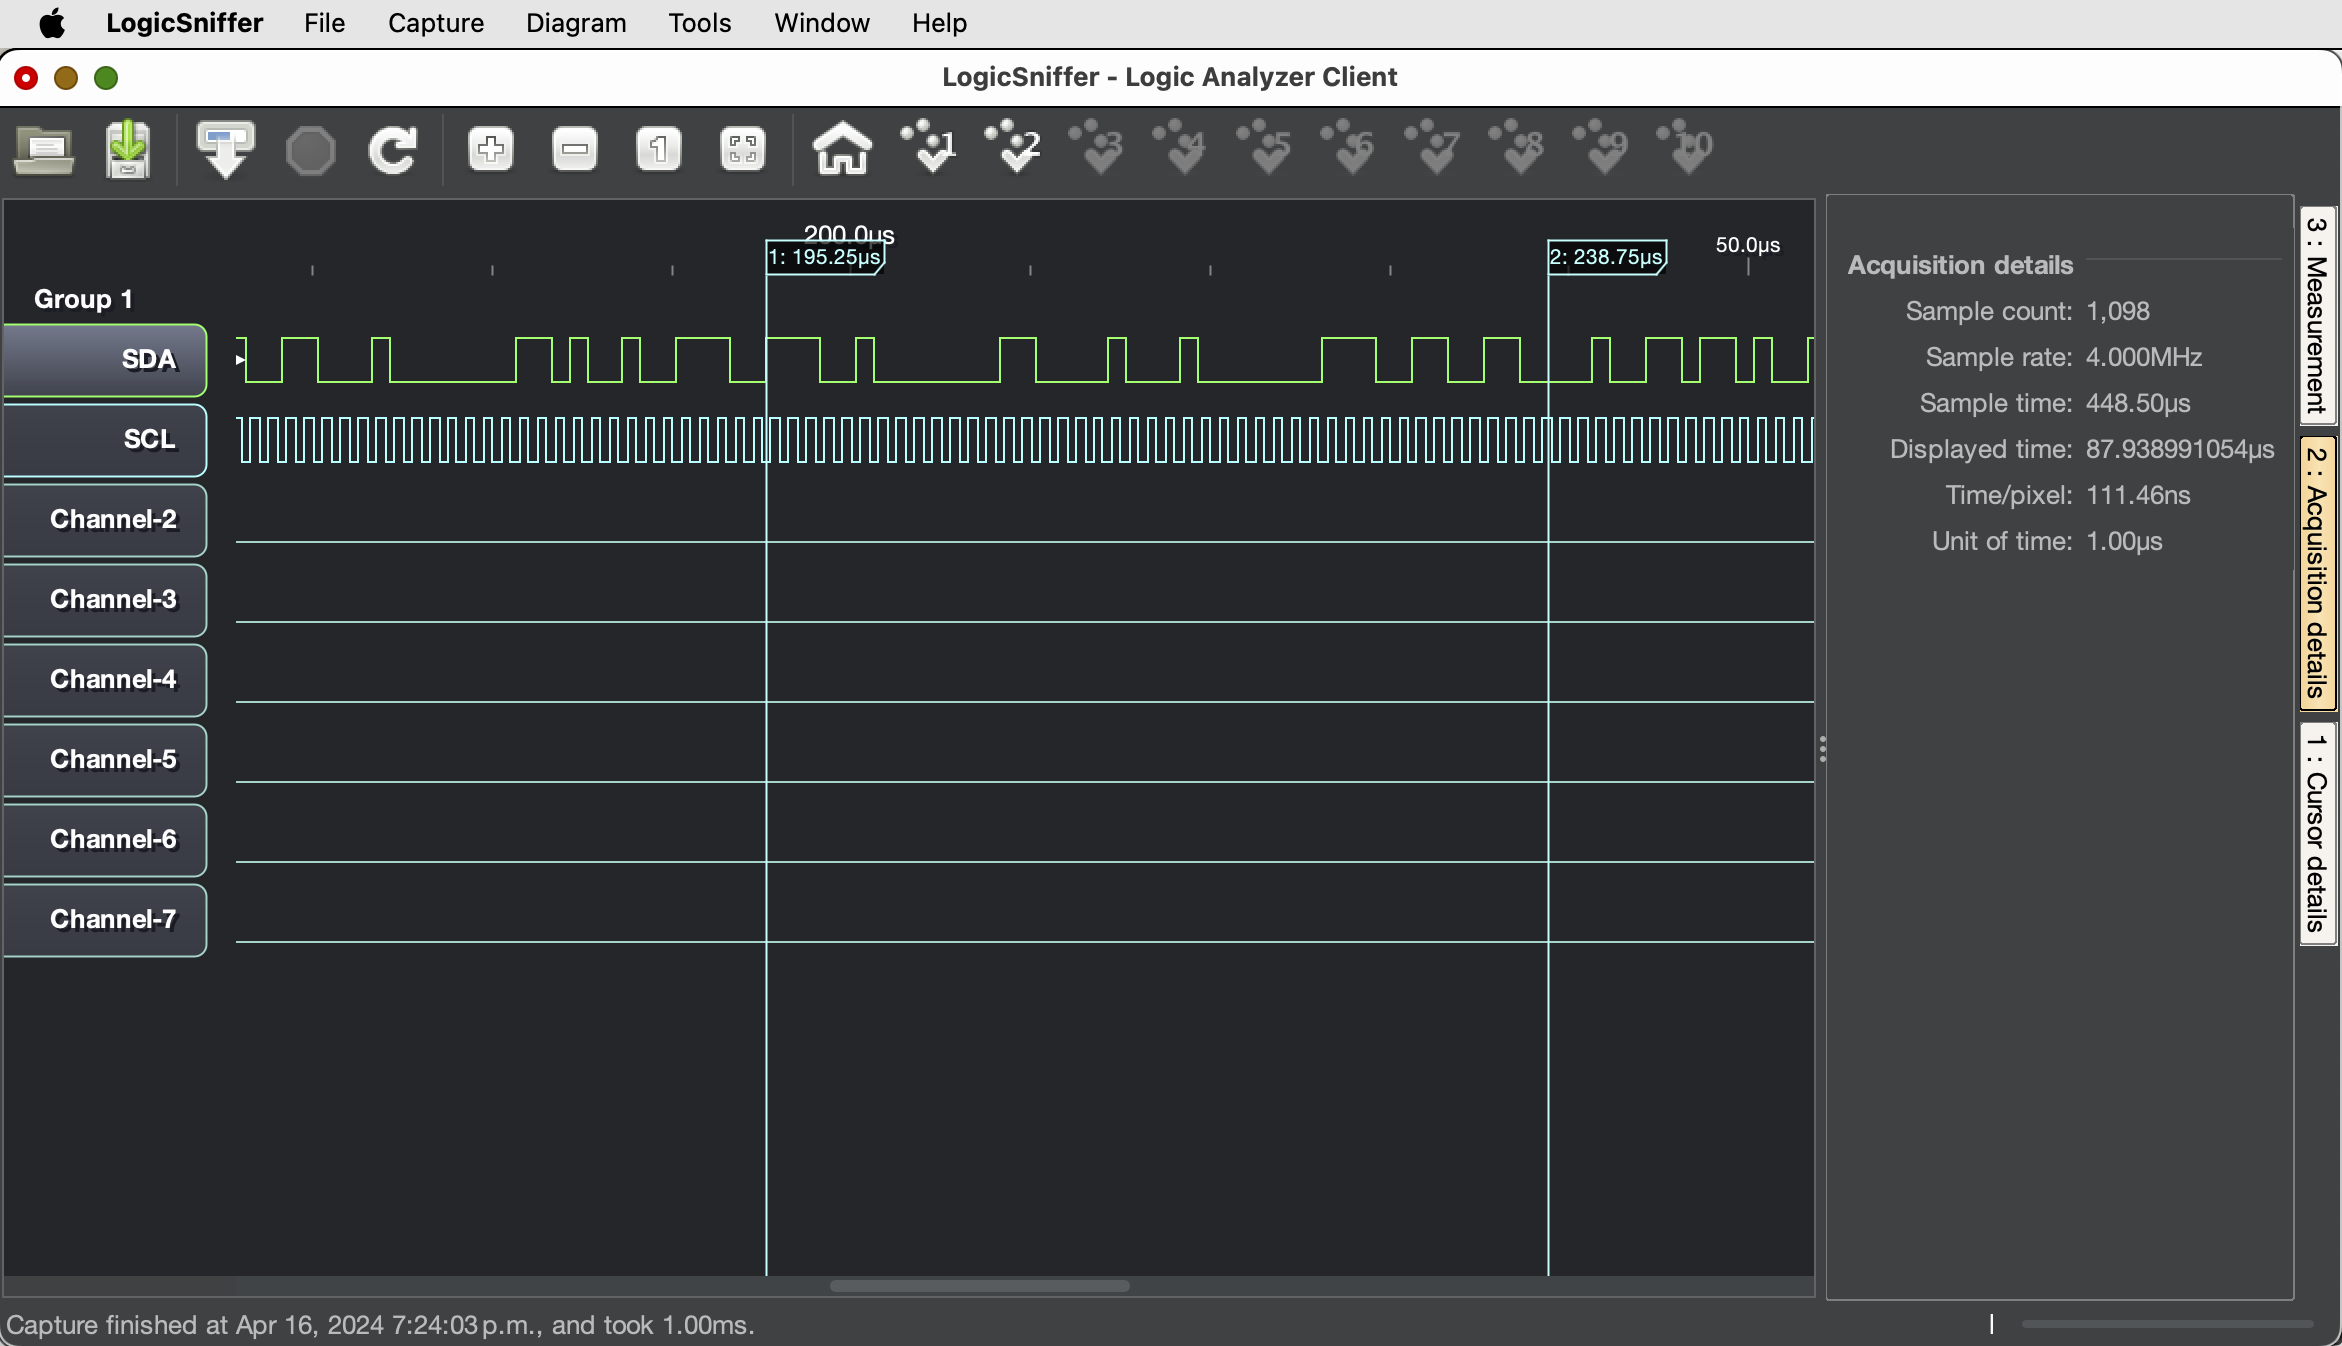 LogicSniffer File Capture Diagram Tools Window Help
LogicSniffer - Logic Analyzer Client
1 1 2 3 4 5 6 7 8 9 10
200.0µs
1: 195.25µs 2: 238.75µs 50.0µs
Group 1
SDA
SCL
Channel-2
Channel-3
Channel-4
Channel-5
Channel-6
Channel-7
Acquisition details
Sample count: 1,098
Sample rate: 4.000MHz
Sample time: 448.50µs
Displayed time: 87.938991054µs
Time/pixel: 111.46ns
Unit of time: 1.00µs
3 : Measurement
2 : Acquisition details
1 : Cursor details
Capture finished at Apr 16, 2024 7:24:03 p.m., and took 1.00ms.